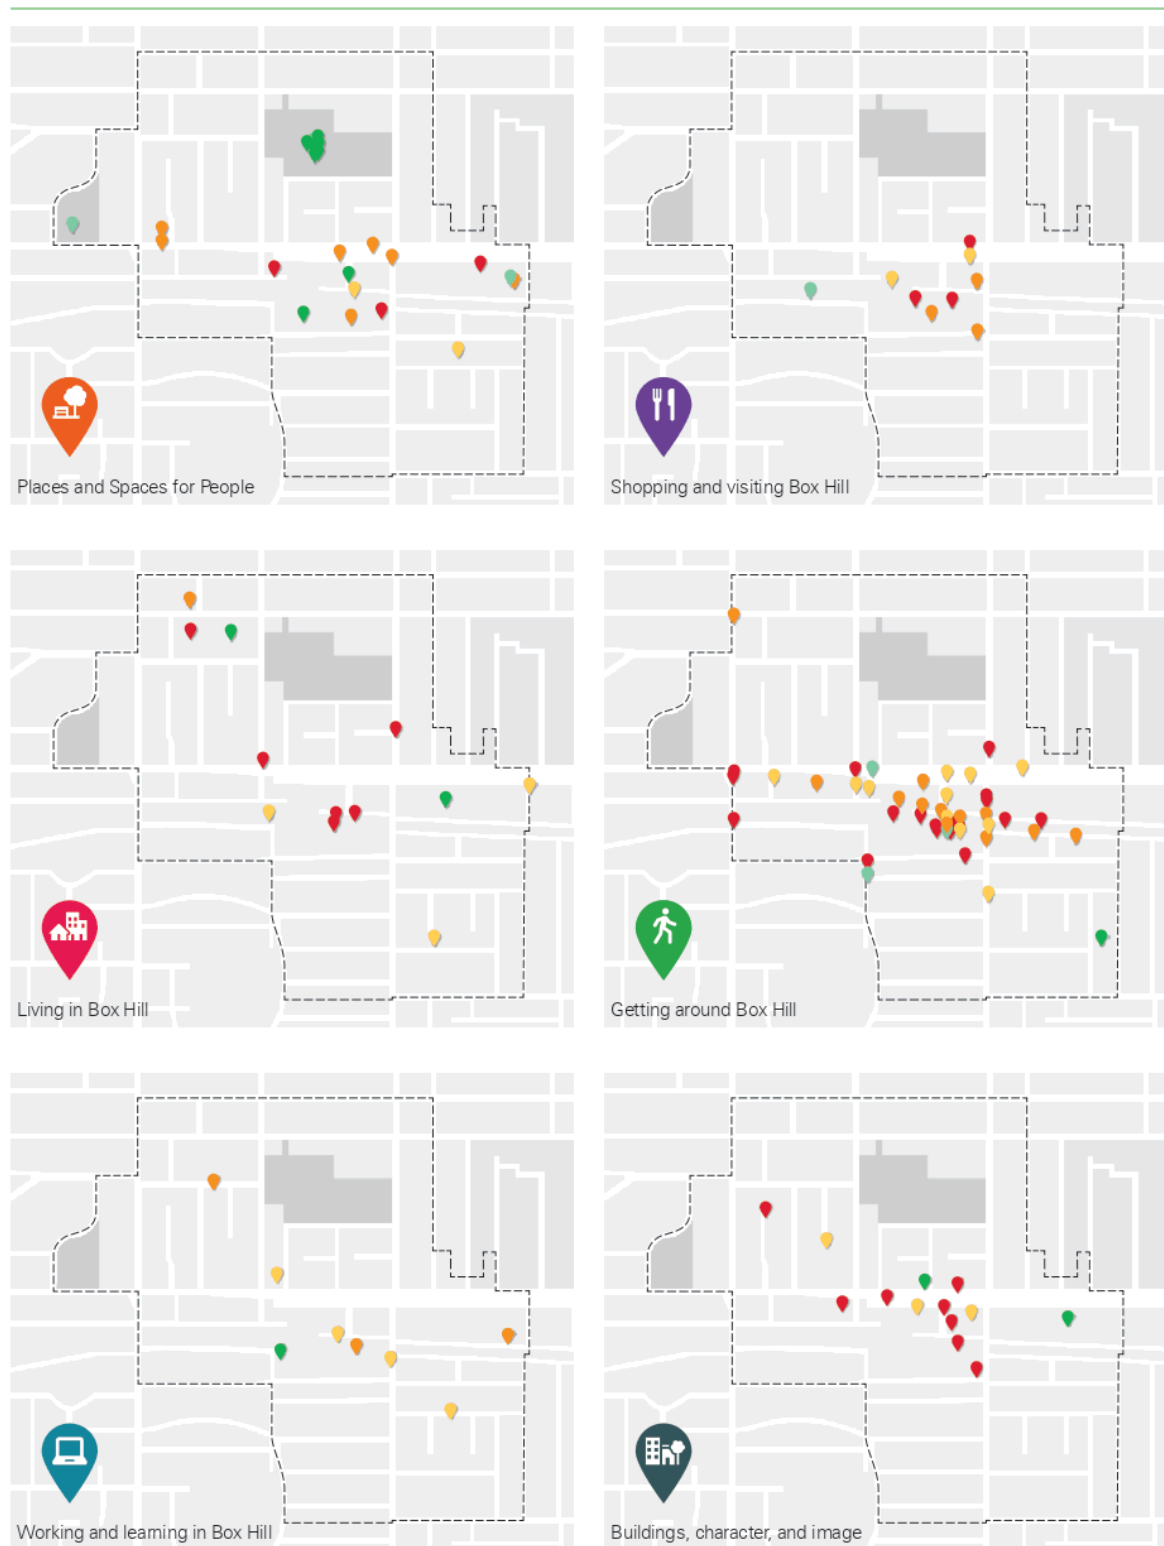 Places and Spaces for People
Shopping and visiting Box Hill
Living in Box Hill
Getting around Box Hill
Working and learning in Box Hill
Buildings, character, and image